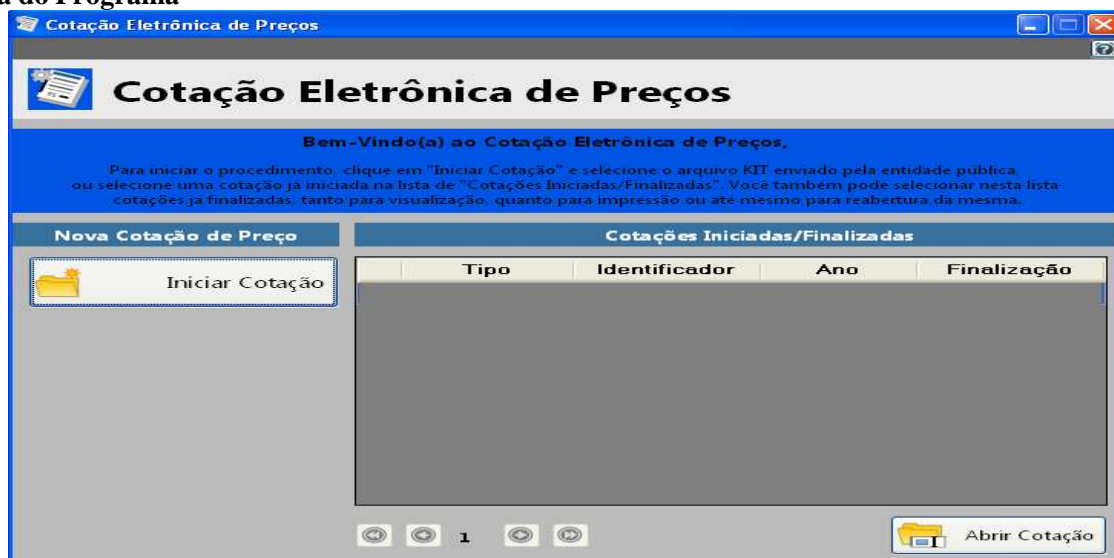 a do Programa
Cotação Eletrônica de Preços
Cotação Eletrônica de Preços
Bem-Vindo(a) ao Cotação Eletrônica de Preços,
Para iniciar o procedimento, clique em "Iniciar Cotação" e selecione o arquivo KIT enviado pela entidade pública,
ou selecione uma cotação já iniciada na lista de "Cotações Iniciadas/Finalizadas". Você também pode selecionar nesta lista
cotações ja finalizadas, tanto para visualização, quanto para impressão ou até mesmo para reabertura da mesma.
Nova Cotação de Preço
Cotações Iniciadas/Finalizadas
Iniciar Cotação
Tipo Identificador Ano Finalização
1
Abrir Cotação